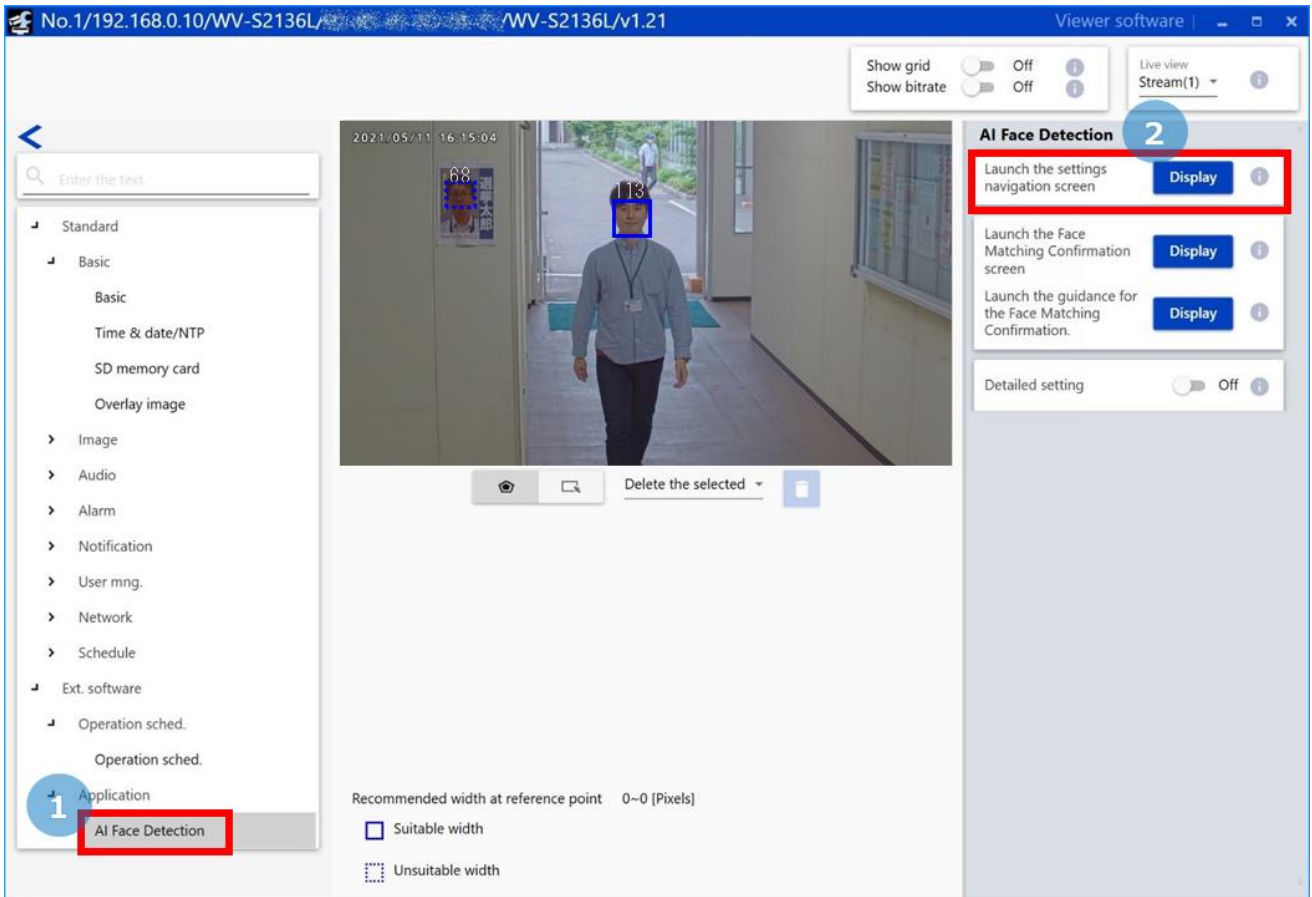 No.1/192.168.0.10/WV-S2136L/ /WV-S2136L/v1.21
Viewer software
Show grid Off
Show bitrate Off
Live view
Stream(1)
Enter the text.
Standard
Basic
Basic
Time & date/NTP
SD memory card
Overlay image
Image
Audio
Alarm
Notification
User mng.
Network
Schedule
Ext. software
Operation sched.
Operation sched.
1
Application
AI Face Detection
2021/05/11 16:15:04
68
113
Delete the selected
Recommended width at reference point 0~0 [Pixels]
Suitable width
Unsuitable width
AI Face Detection
2
Launch the settings
navigation screen
Display
Launch the Face
Matching Confirmation
screen
Display
Launch the guidance for
the Face Matching
Confirmation.
Display
Detailed setting Off